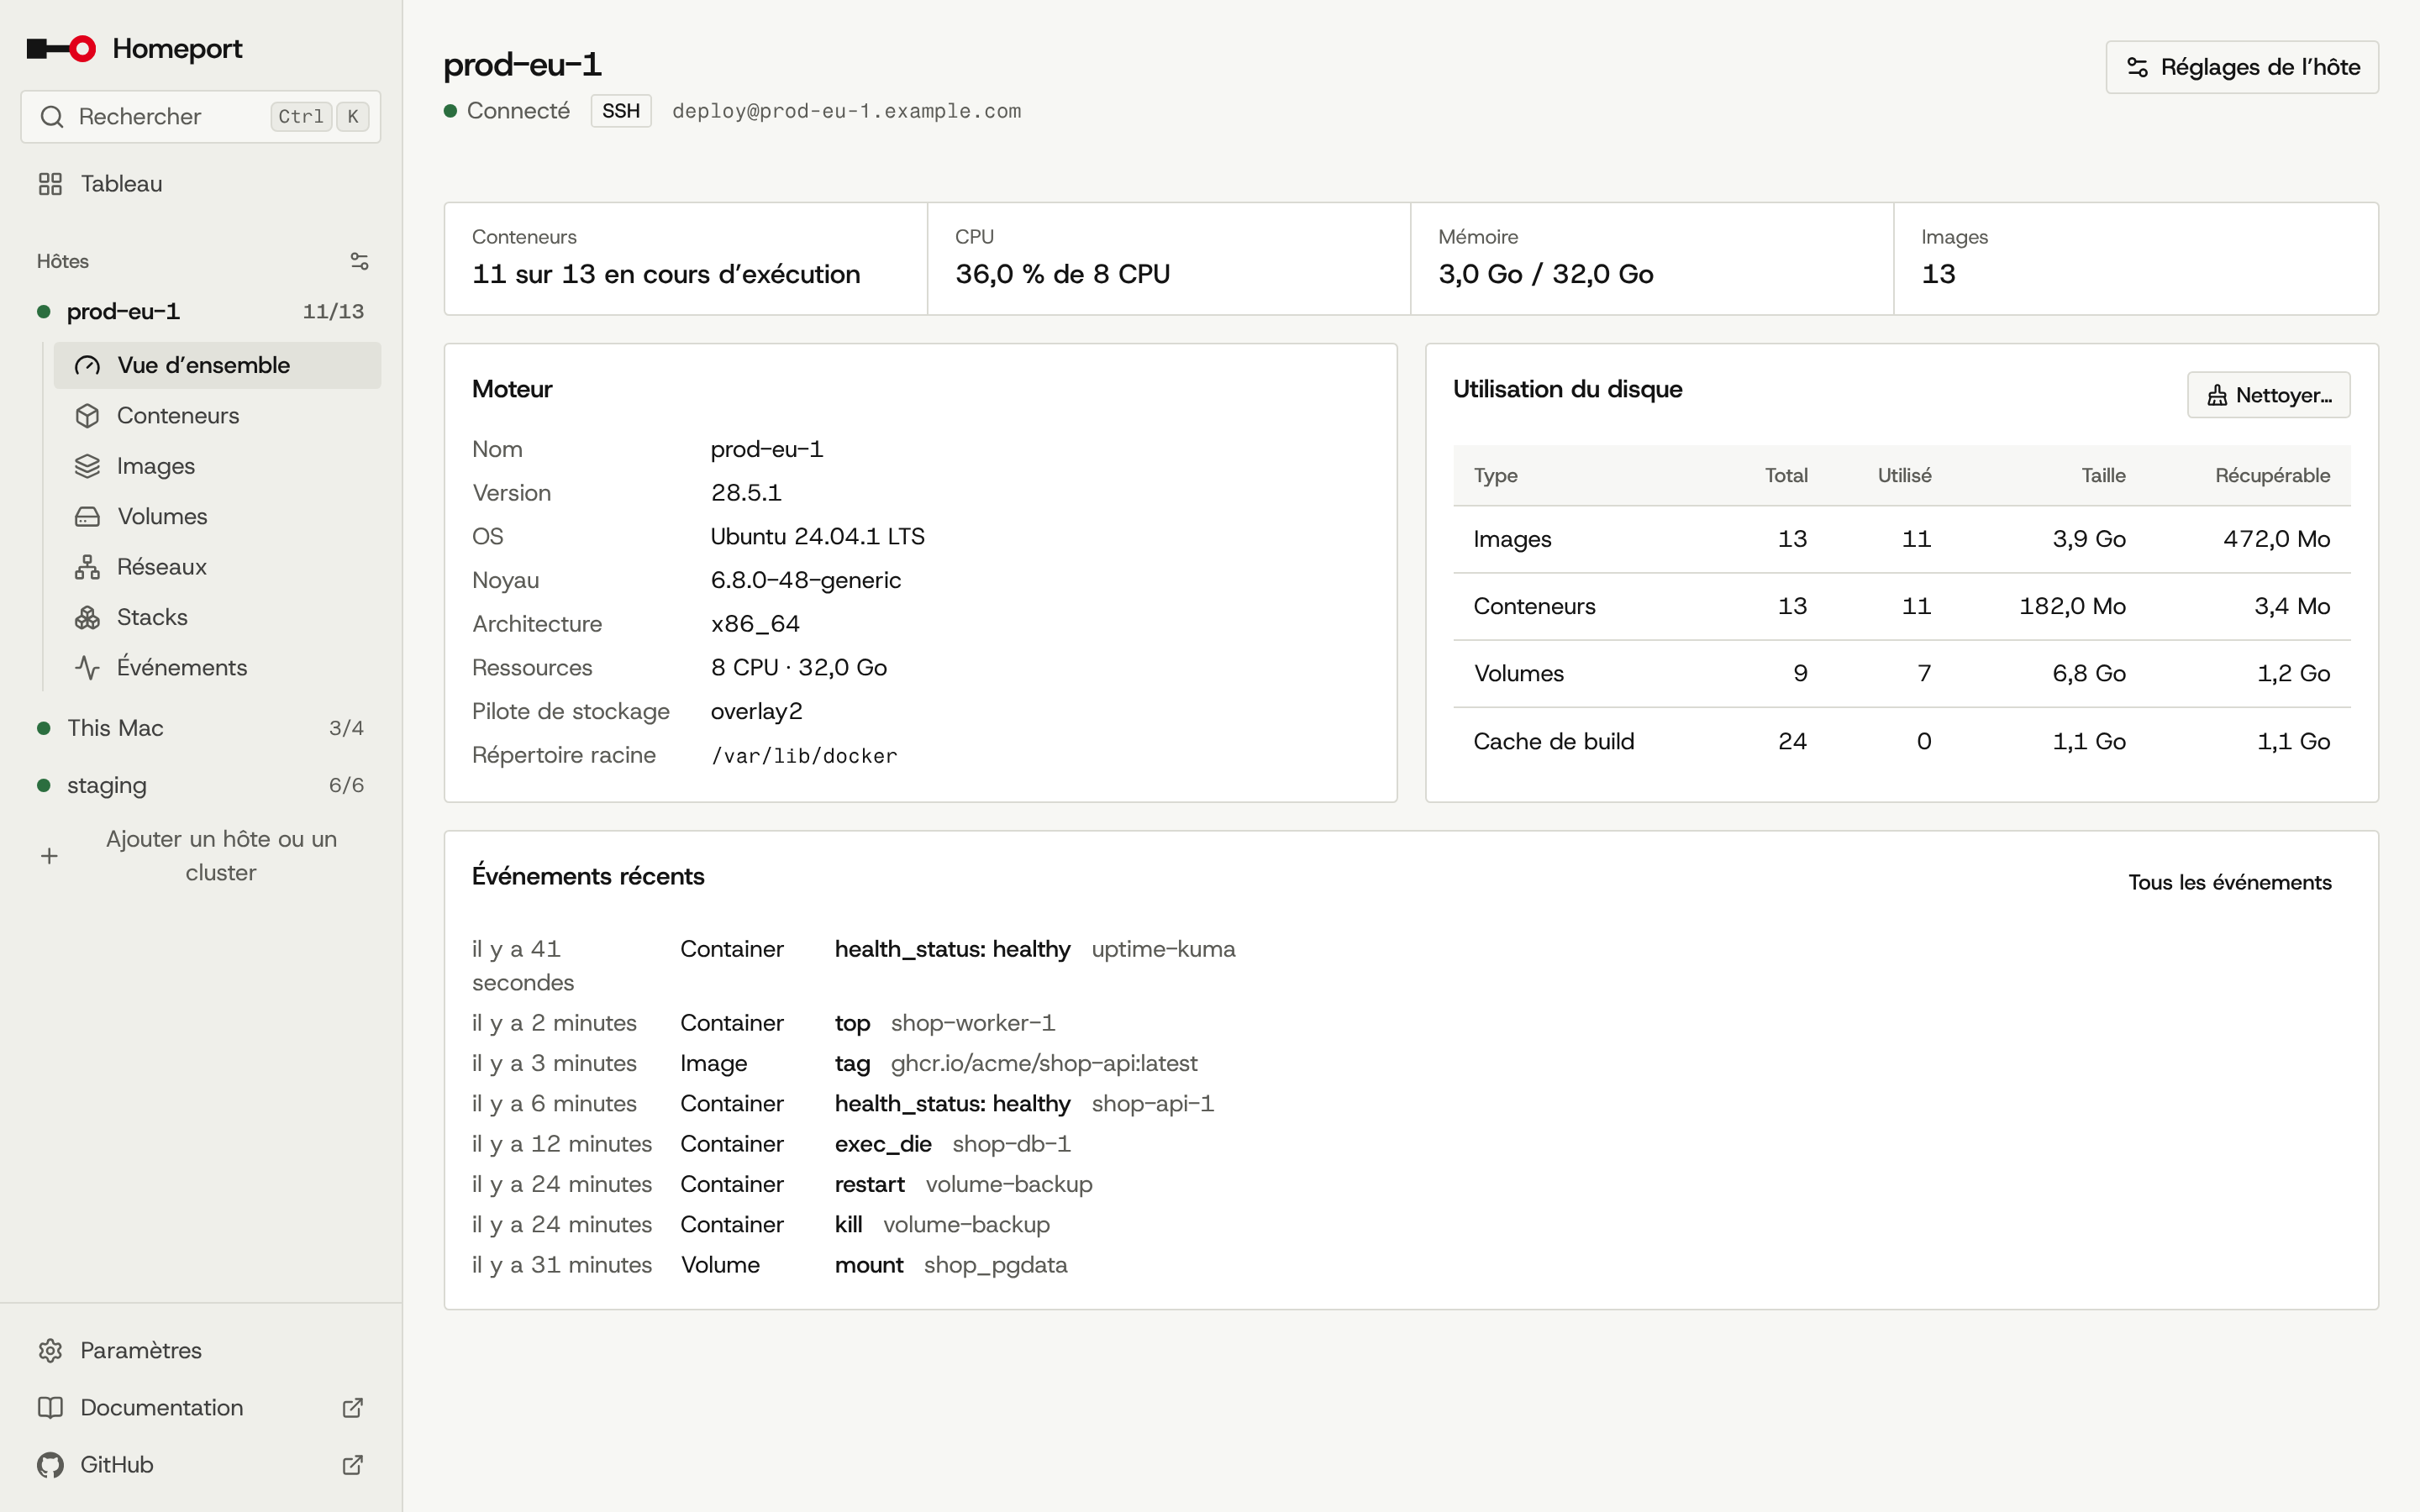 Homeport
Rechercher Ctrl K
Tableau
Hôtes
prod-eu-1 11/13
Vue d’ensemble
Conteneurs
Images
Volumes
Réseaux
Stacks
Événements
This Mac 3/4
staging 6/6
Ajouter un hôte ou un
cluster
Paramètres
Documentation
GitHub
prod-eu-1
Connecté SSH deploy@prod-eu-1.example.com
Réglages de l’hôte
Conteneurs
11 sur 13 en cours d’exécution
CPU
36,0 % de 8 CPU
Mémoire
3,0 Go / 32,0 Go
Images
13
Moteur
Nom prod-eu-1
Version 28.5.1
OS Ubuntu 24.04.1 LTS
Noyau 6.8.0-48-generic
Architecture x86_64
Ressources 8 CPU · 32,0 Go
Pilote de stockage overlay2
Répertoire racine /var/lib/docker
Utilisation du disque
Nettoyer…
Type Total Utilisé Taille Récupérable
Images 13 11 3,9 Go 472,0 Mo
Conteneurs 13 11 182,0 Mo 3,4 Mo
Volumes 9 7 6,8 Go 1,2 Go
Cache de build 24 0 1,1 Go 1,1 Go
Événements récents
Tous les événements
il y a 41
secondes Container health_status: healthy uptime-kuma
il y a 2 minutes Container top shop-worker-1
il y a 3 minutes Image tag ghcr.io/acme/shop-api:latest
il y a 6 minutes Container health_status: healthy shop-api-1
il y a 12 minutes Container exec_die shop-db-1
il y a 24 minutes Container restart volume-backup
il y a 24 minutes Container kill volume-backup
il y a 31 minutes Volume mount shop_pgdata